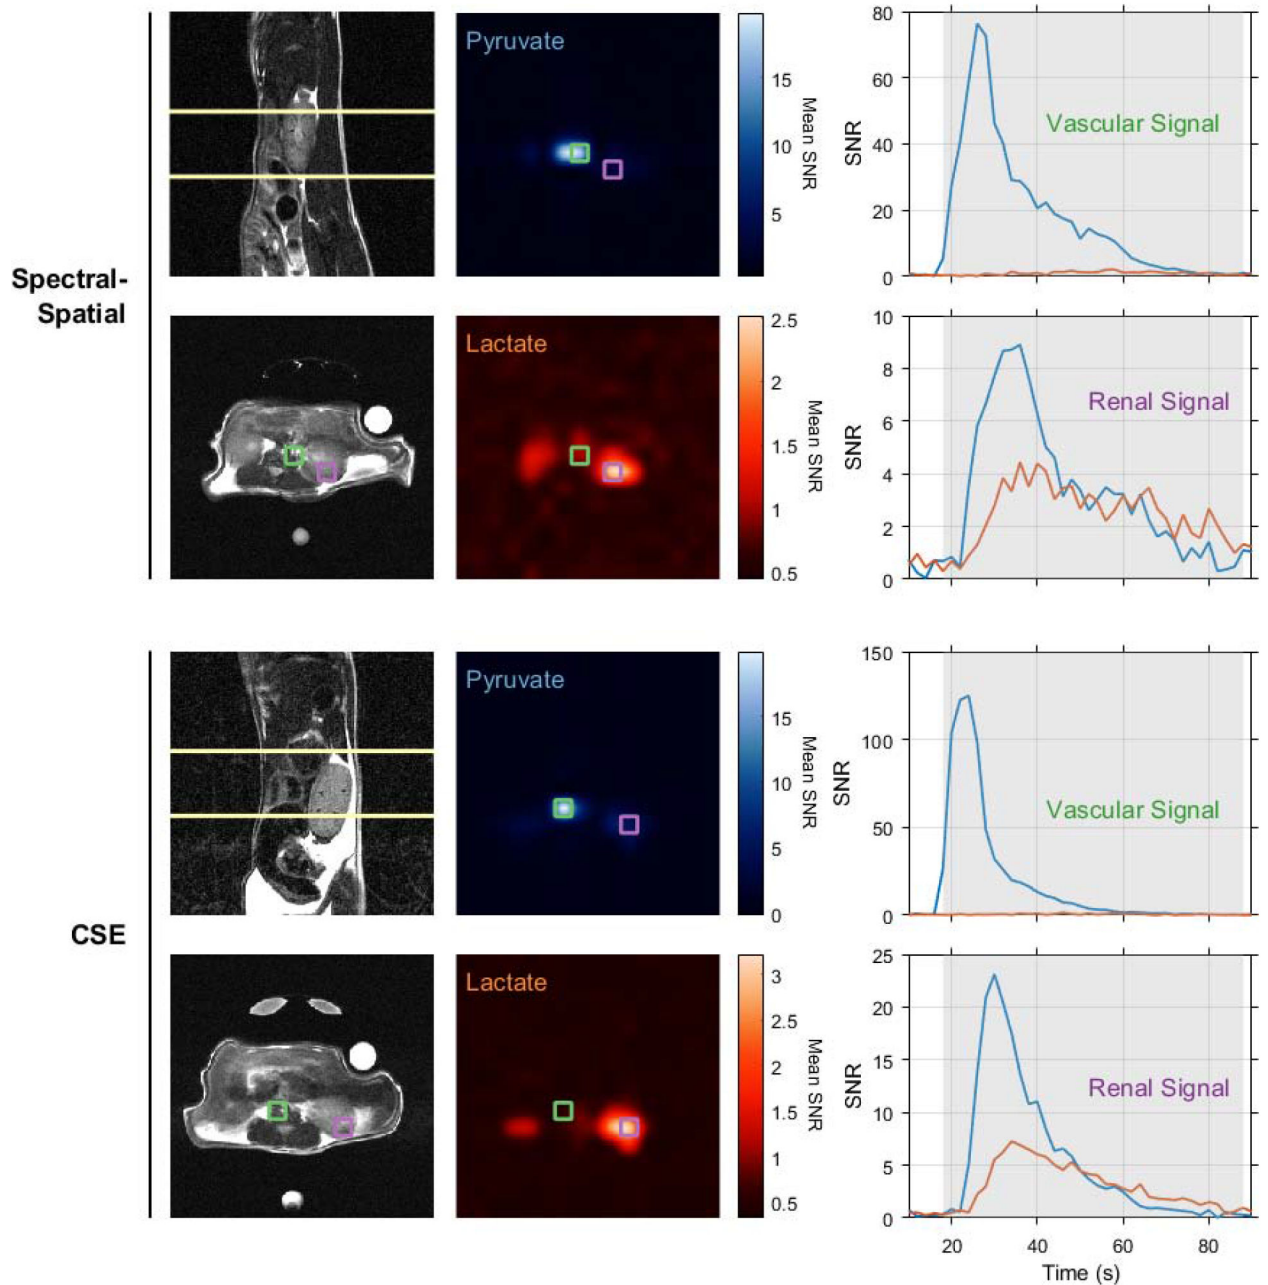 Spectral-
Spatial
Pyruvate
15
10
5
Mean SNR
80
60
40
20
0
SNR
Vascular Signal
Lactate
2.5
2
1.5
1
0.5
Mean SNR
10
8
6
4
2
0
SNR
Renal Signal
CSE
Pyruvate
15
10
5
0
Mean SNR
150
100
50
0
SNR
Vascular Signal
Lactate
3
2.5
2
1.5
1
0.5
Mean SNR
25
20
15
10
5
0
SNR
Renal Signal
20 40 60 80
Time (s)